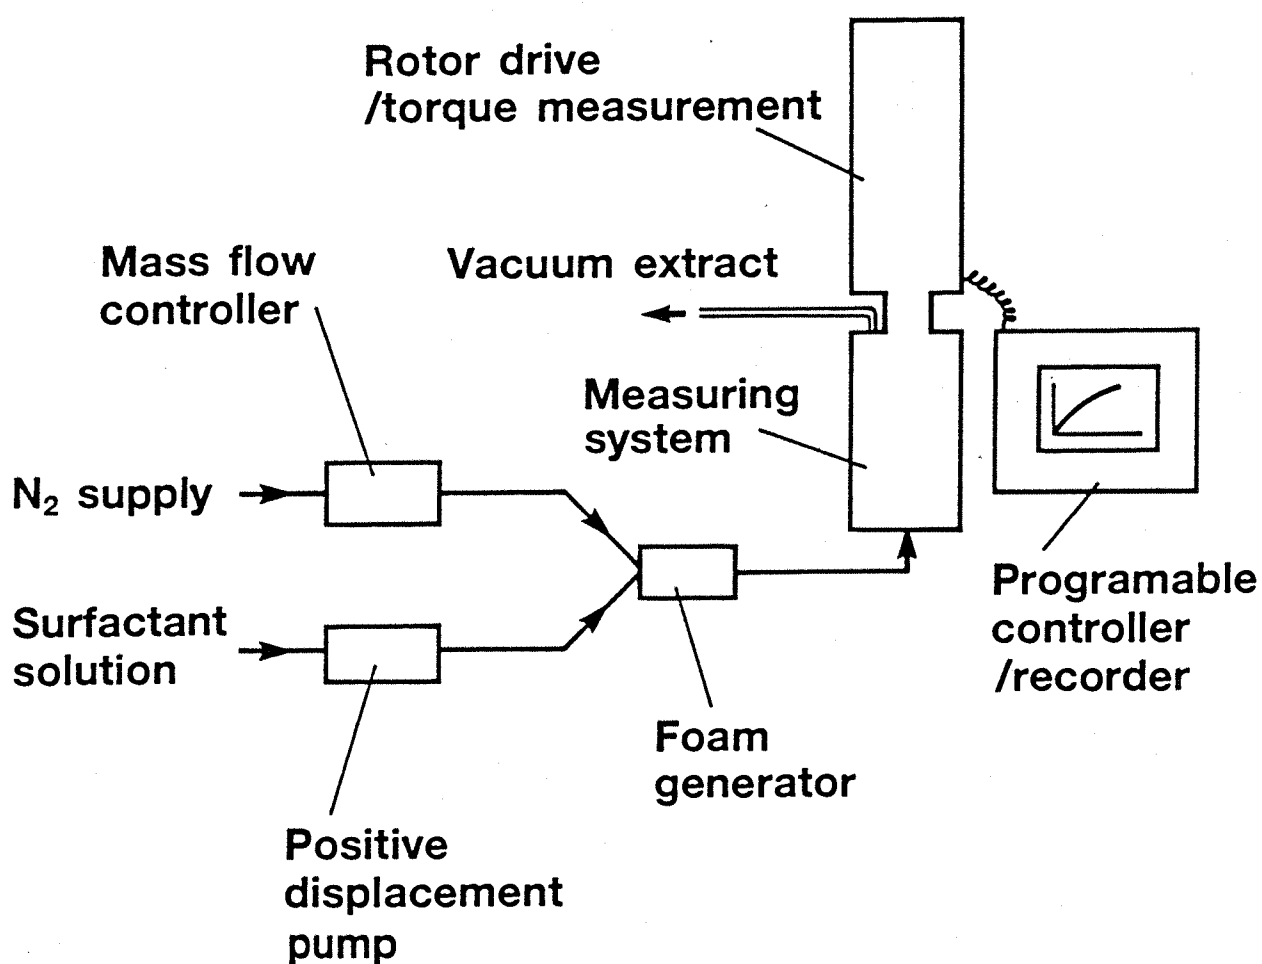 Rotor drive
/torque measurement
Mass flow
controller
Vacuum extract
Measuring
system
N₂ supply
Surfactant
solution
Programable
controller
/recorder
Foam
generator
Positive
displacement
pump